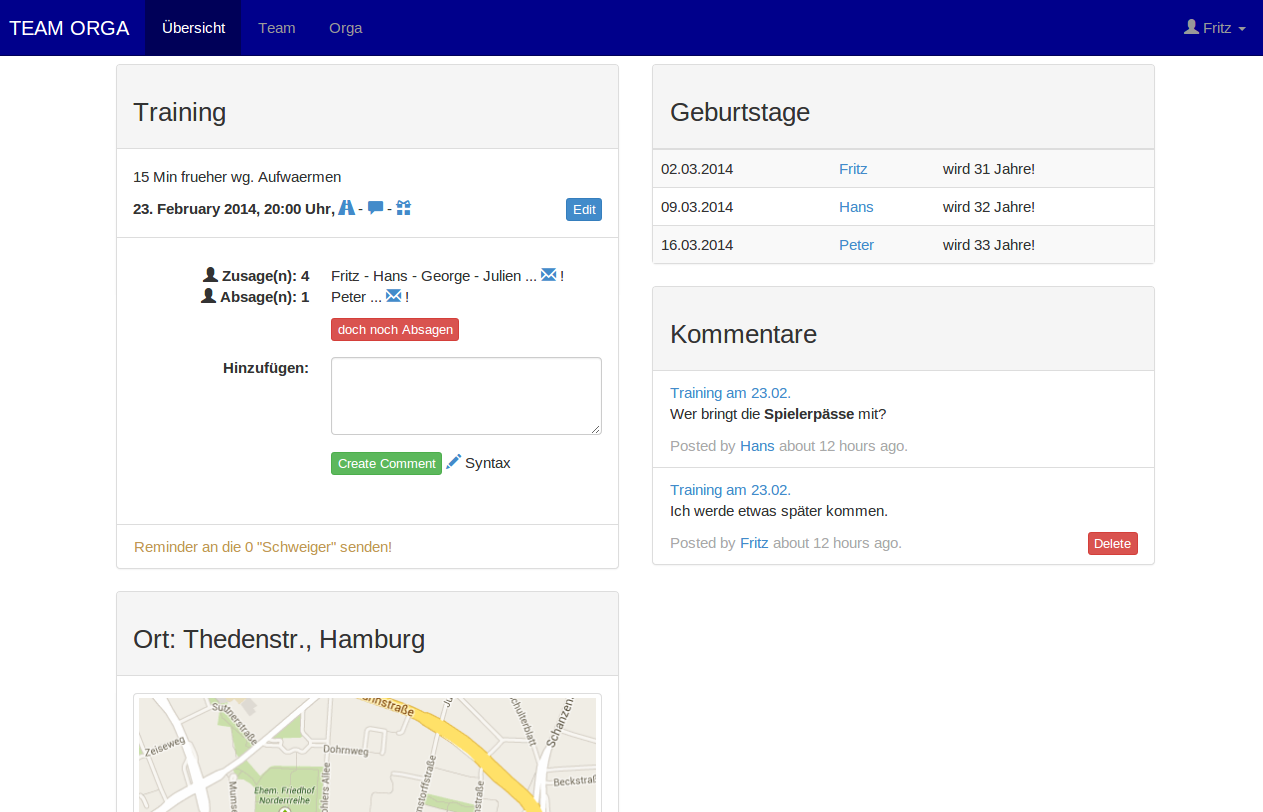 TEAM ORGA Übersicht Team Orga Fritz
Training
15 Min frueher wg. Aufwaermen
23. February 2014, 20:00 Uhr, - -
Edit
Zusage(n): 4 Fritz - Hans - George - Julien ... !
Absage(n): 1 Peter ... !
doch noch Absagen
Hinzufügen:
Create Comment Syntax
Reminder an die 0 "Schweiger" senden!
Ort: Thedenstr., Hamburg
Suttnerstraße
Zeiseweg
Dohrnweg
Schanzen
Beckstraß
Ehem. Friedhof
Norderreihe
Geburtstage
02.03.2014 Fritz wird 31 Jahre!
09.03.2014 Hans wird 32 Jahre!
16.03.2014 Peter wird 33 Jahre!
Kommentare
Training am 23.02.
Wer bringt die Spielerpässe mit?
Posted by Hans about 12 hours ago.
Training am 23.02.
Ich werde etwas später kommen.
Posted by Fritz about 12 hours ago.
Delete